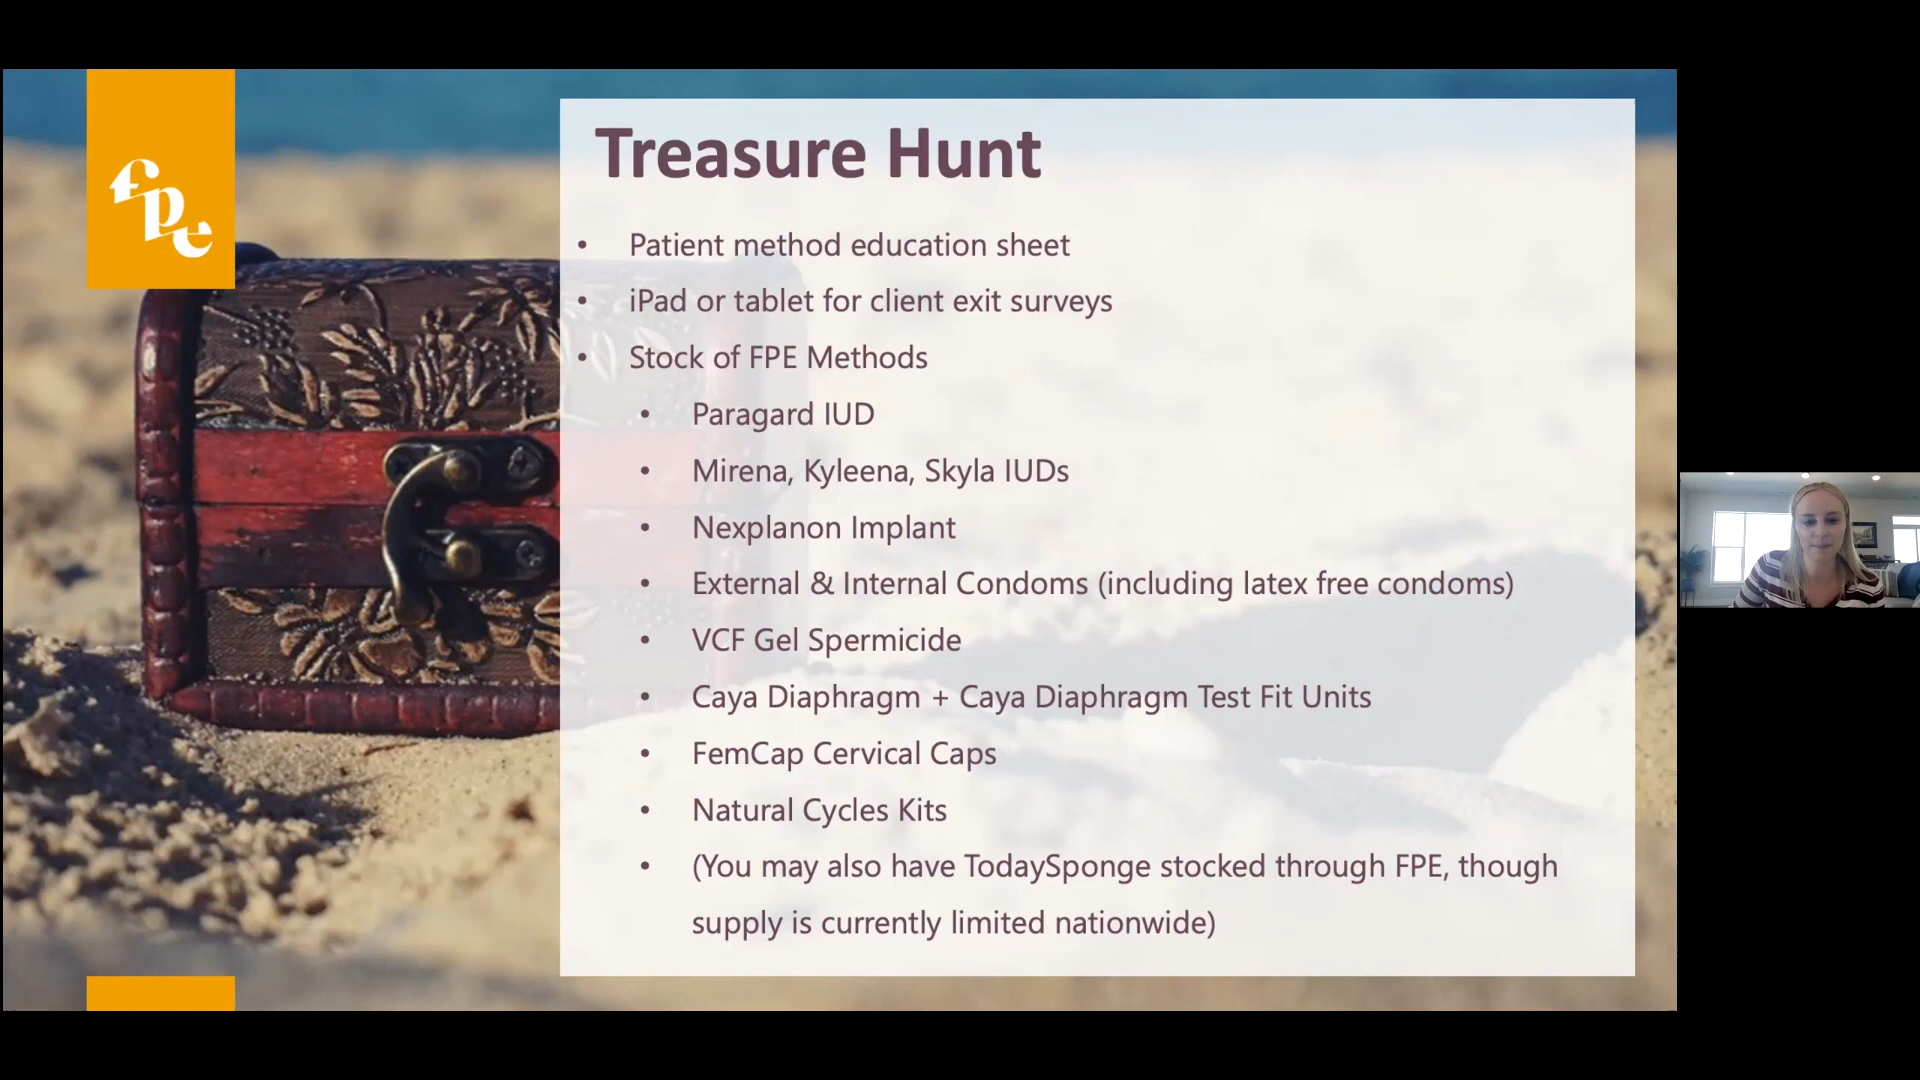 fpe
Treasure Hunt
• Patient method education sheet
• iPad or tablet for client exit surveys
• Stock of FPE Methods
• Paragard IUD
• Mirena, Kyleena, Skyla IUDs
• Nexplanon Implant
• External & Internal Condoms (including latex free condoms)
• VCF Gel Spermicide
• Caya Diaphragm + Caya Diaphragm Test Fit Units
• FemCap Cervical Caps
• Natural Cycles Kits
• (You may also have TodaySponge stocked through FPE, though
supply is currently limited nationwide)